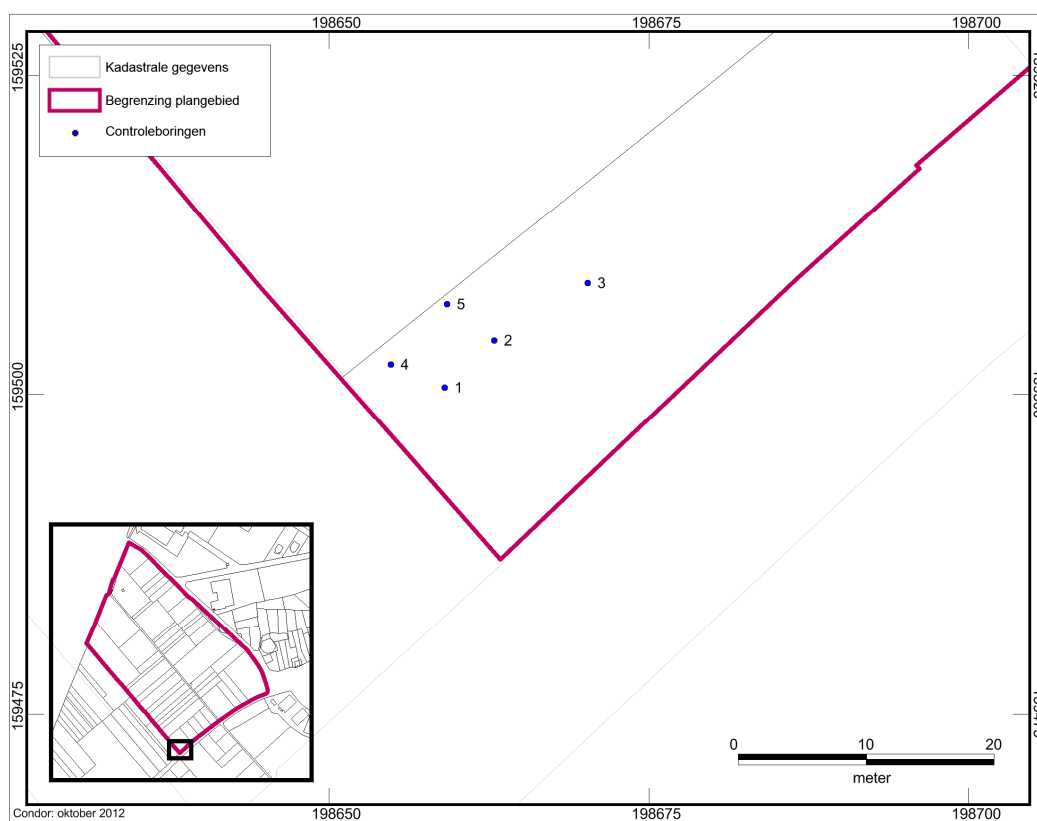 198650 198675 198700
159525
Kadastrale gegevens
Begrenzing plangebied
Controleboringen
3
5
2
4
1
159500
159475
0 10 20
meter
Condor: oktober 2012
198650 198675 198700